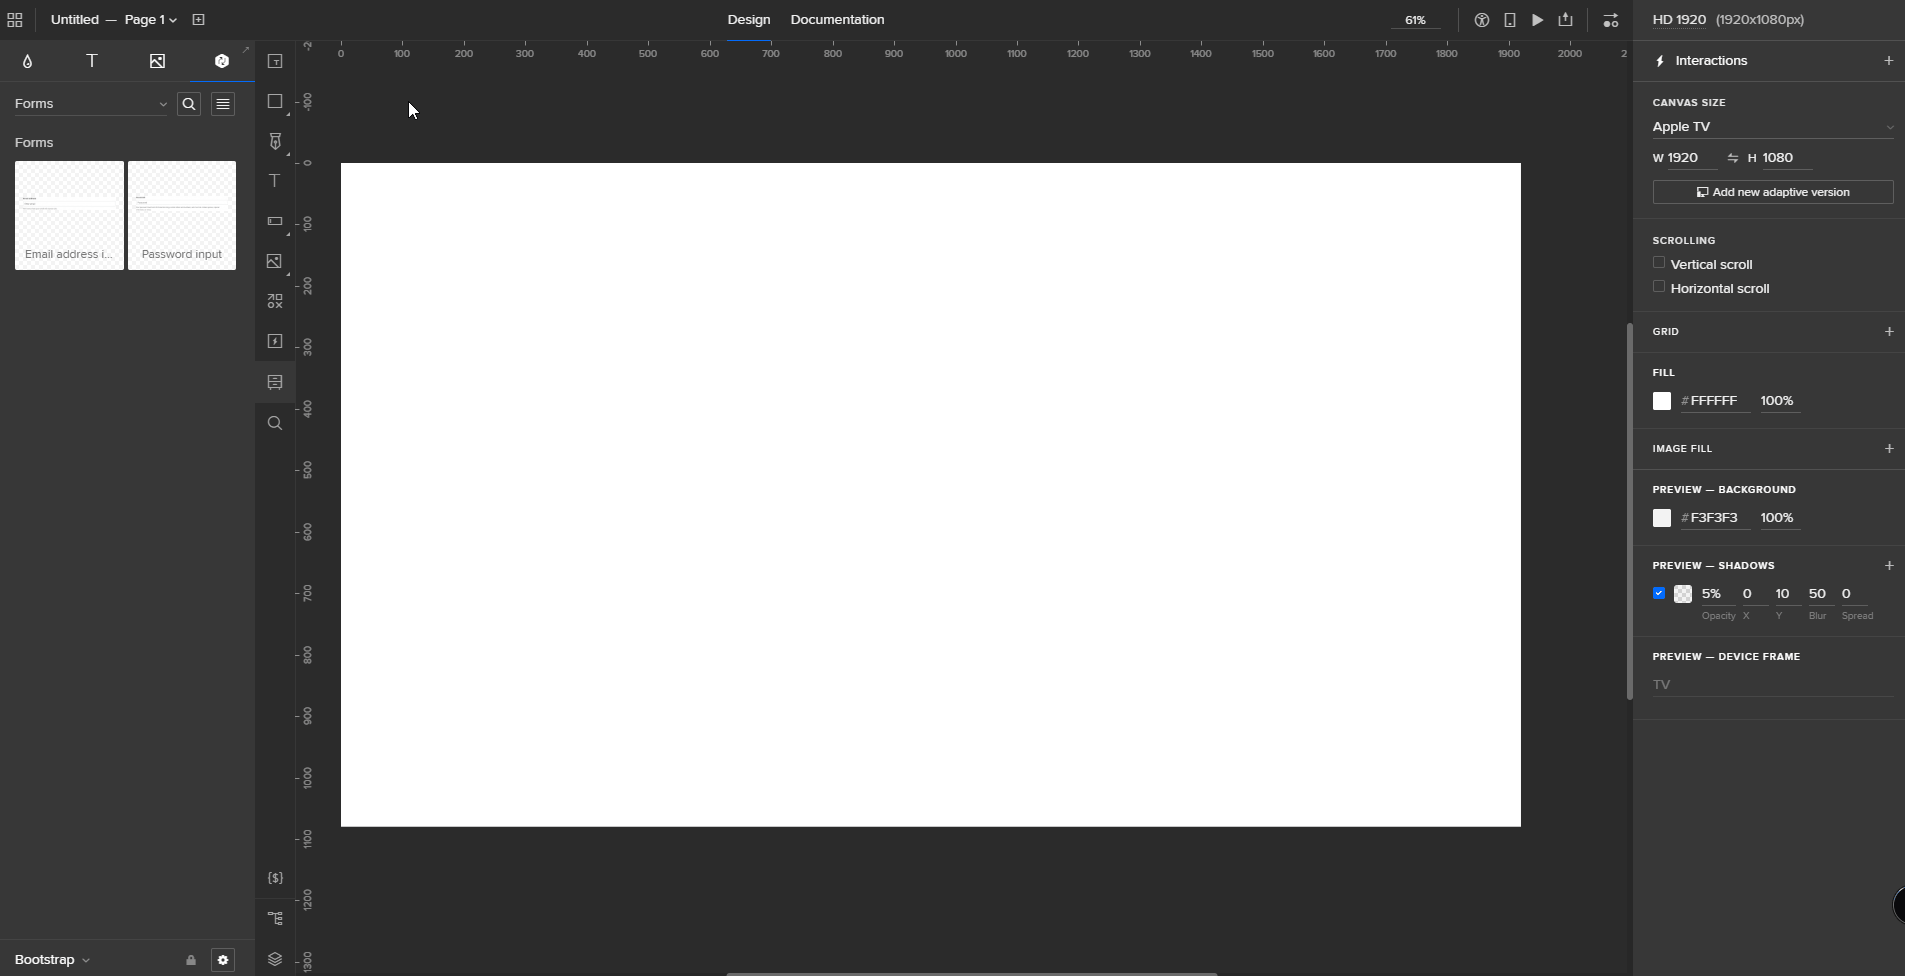 Untitled — Page 1
Design Documentation
61%
HD 1920 (1920x1080px)
T
Forms
Forms
Email address i...
Password input
Bootstrap
T
{$}
0 100 200 300 400 500 600 700 800 900 1000 1100 1200 1300 1400 1500 1600 1700 1800 1900 2000 2
-2
-100
0
100
200
300
400
500
600
700
800
900
1000
1100
1200
1300
Interactions
CANVAS SIZE
Apple TV
W 1920 H 1080
Add new adaptive version
SCROLLING
Vertical scroll
Horizontal scroll
GRID
FILL
# FFFFFF 100%
IMAGE FILL
PREVIEW — BACKGROUND
# F3F3F3 100%
PREVIEW — SHADOWS
5% 0 10 50 0
Opacity X Y Blur Spread
PREVIEW — DEVICE FRAME
TV